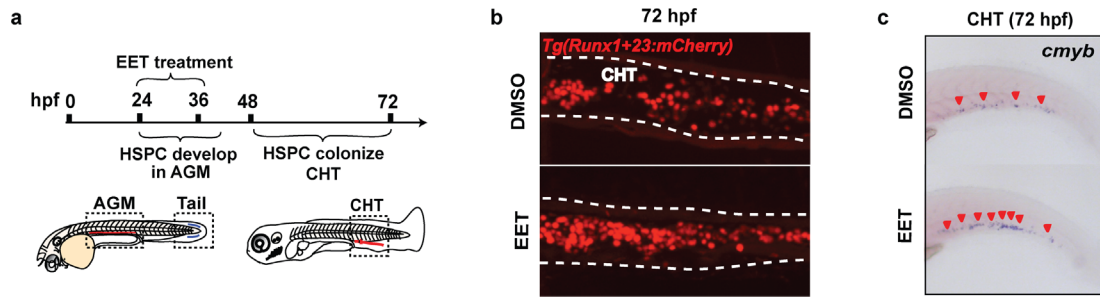 a
EET treatment
hpf 0 24 36 48 72
HSPC develop
in AGM
HSPC colonize
CHT
AGM
Tail
CHT
b
72 hpf
Tg(Runx1+23:mCherry)
CHT
DMSO
EET
c
CHT (72 hpf)
cmyb
DMSO
EET